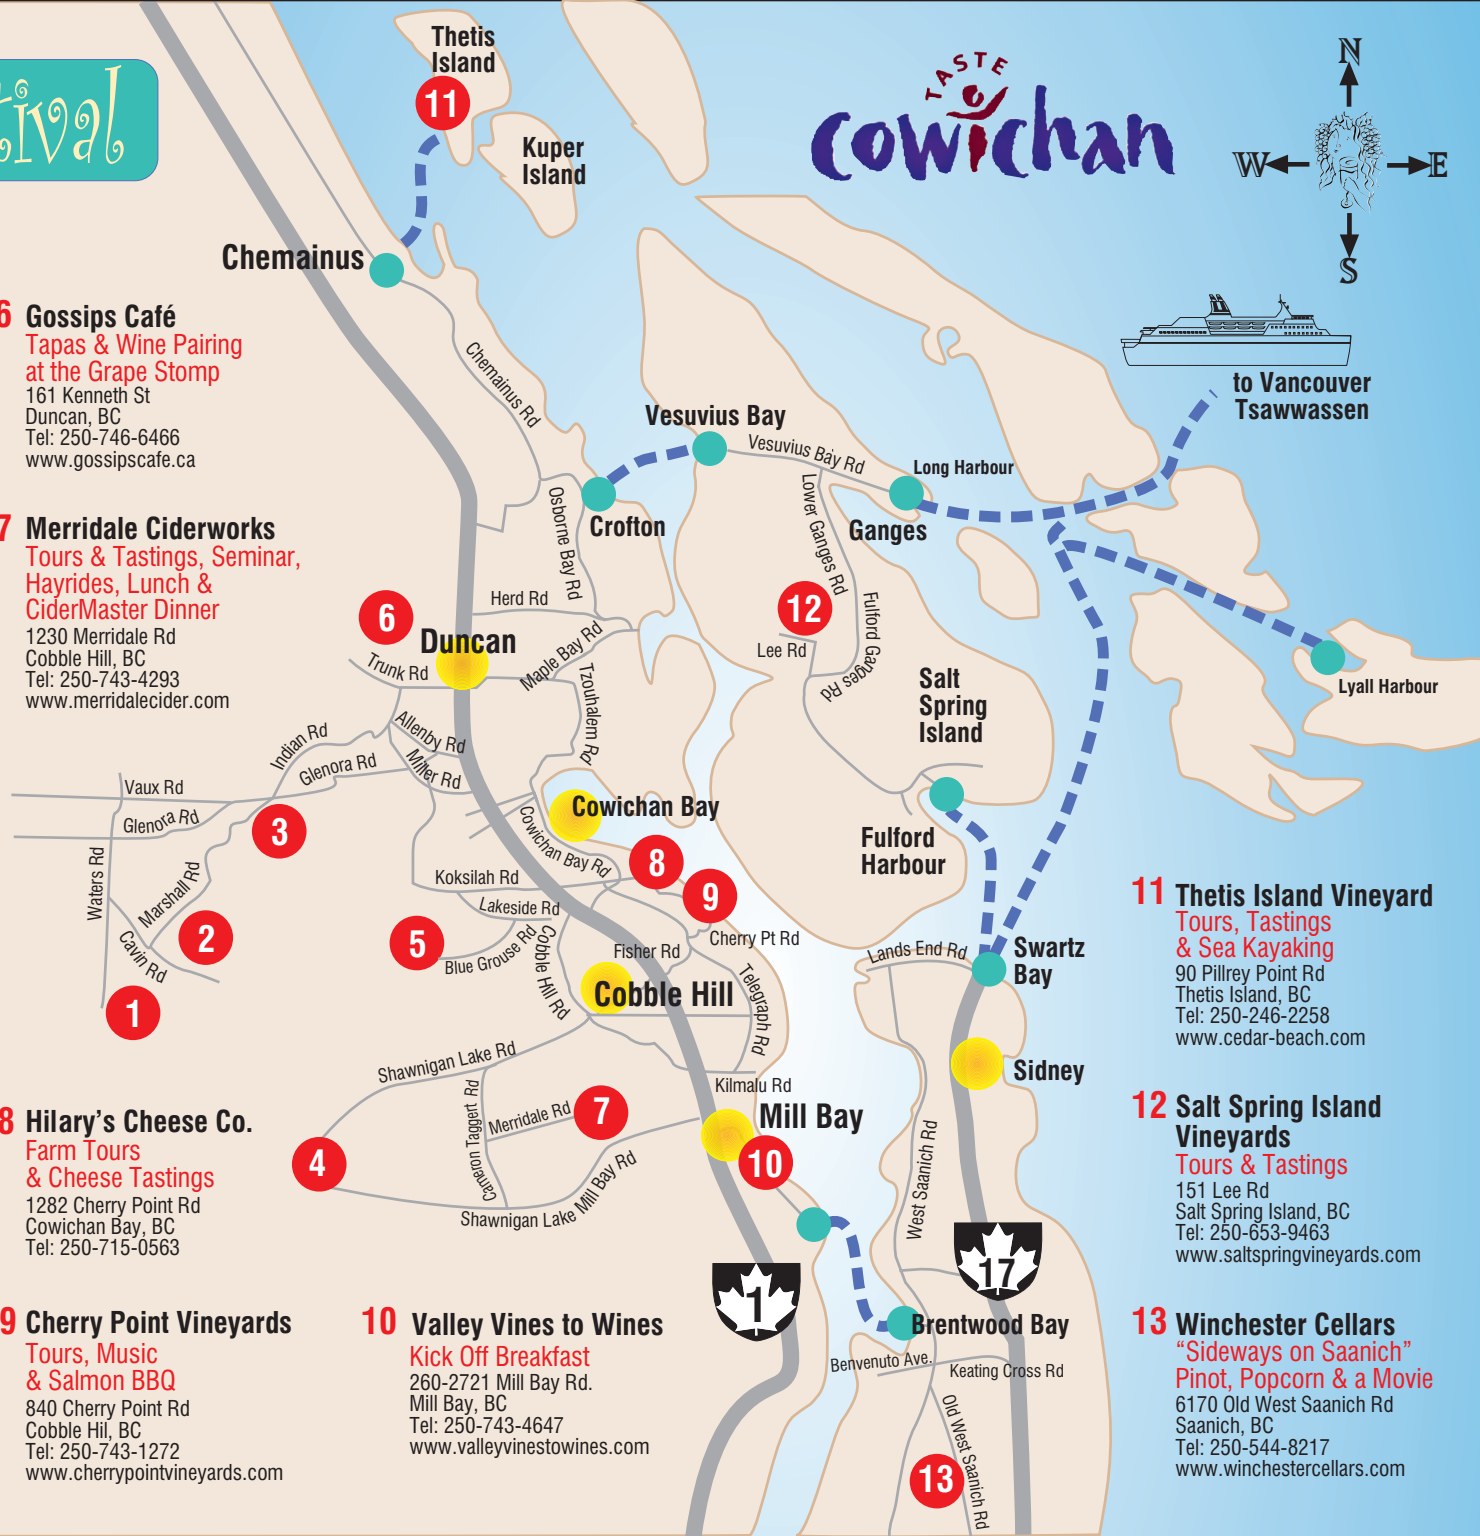 tival
TASTE
cowichan
N
W
E
S
to Vancouver
Tsawwassen
Thetis
Island
11
Kuper
Island
Chemainus
Chemainus Rd
6 Gossips Café
Tapas & Wine Pairing
at the Grape Stomp
161 Kenneth St
Duncan, BC
Tel: 250-746-6466
www.gossipscafe.ca
7 Merridale Ciderworks
Tours & Tastings, Seminar,
Hayrides, Lunch &
CiderMaster Dinner
1230 Merridale Rd
Cobble Hill, BC
Tel: 250-743-4293
www.merridalecider.com
Vesuvius Bay
Vesuvius Bay Rd
Long Harbour
Ganges
Crofton
Osborne Bay Rd
Lower Ganges Rd
Fulford Ganges Rd
12
Lee Rd
Herd Rd
6
Duncan
Trunk Rd
Maple Bay Rd
Tzouhalem Rd
Salt
Spring
Island
Lyall Harbour
Indian Rd
Allenby Rd
Glenora Rd
Miller Rd
Vaux Rd
Glenora Rd
3
Cowichan Bay
Cowichan Bay Rd
Fulford
Harbour
8
9
Koksilah Rd
Lakeside Rd
Waters Rd
Marshall Rd
2
Cavin Rd
1
5
Blue Grouse Rd
Cobble Hill Rd
Fisher Rd
Cherry Pt Rd
Cobble Hill
Telegraph Rd
Lands End Rd
Swartz
Bay
Sidney
Shawnigan Lake Rd
Cameron Taggert Rd
Merridale Rd
7
Kilmalu Rd
Mill Bay
10
4
Shawnigan Lake Mill Bay Rd
West Saanich Rd
1
17
Brentwood Bay
Benvenuto Ave.
Keating Cross Rd
Old West Saanich Rd
13
8 Hilary's Cheese Co.
Farm Tours
& Cheese Tastings
1282 Cherry Point Rd
Cowichan Bay, BC
Tel: 250-715-0563
9 Cherry Point Vineyards
Tours, Music
& Salmon BBQ
840 Cherry Point Rd
Cobble Hil, BC
Tel: 250-743-1272
www.cherrypointvineyards.com
10 Valley Vines to Wines
Kick Off Breakfast
260-2721 Mill Bay Rd.
Mill Bay, BC
Tel: 250-743-4647
www.valleyvinestowines.com
11 Thetis Island Vineyard
Tours, Tastings
& Sea Kayaking
90 Pillrey Point Rd
Thetis Island, BC
Tel: 250-246-2258
www.cedar-beach.com
12 Salt Spring Island
Vineyards
Tours & Tastings
151 Lee Rd
Salt Spring Island, BC
Tel: 250-653-9463
www.saltspringvineyards.com
13 Winchester Cellars
"Sideways on Saanich"
Pinot, Popcorn & a Movie
6170 Old West Saanich Rd
Saanich, BC
Tel: 250-544-8217
www.winchestercellars.com